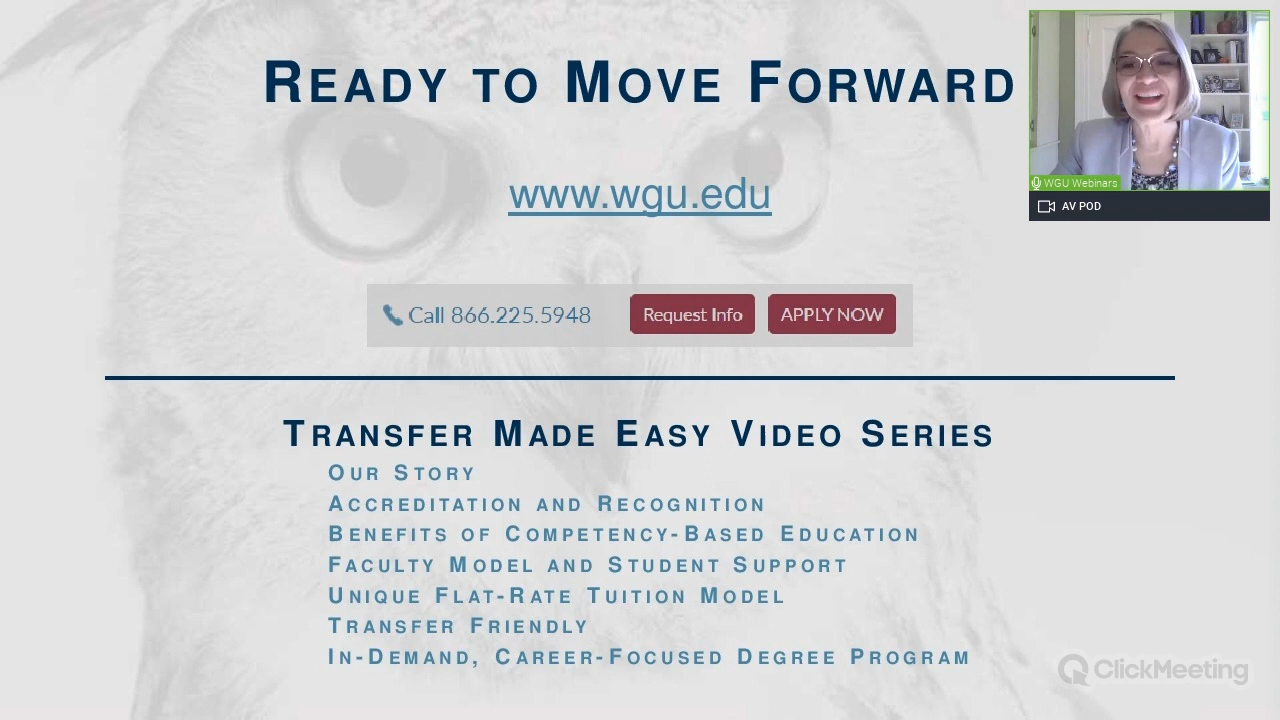 READY TO MOVE FORWARD
www.wgu.edu
Call 866.225.5948 Request Info APPLY NOW
TRANSFER MADE EASY VIDEO SERIES
OUR STORY
ACCREDITATION AND RECOGNITION
BENEFITS OF COMPETENCY-BASED EDUCATION
FACULTY MODEL AND STUDENT SUPPORT
UNIQUE FLAT-RATE TUITION MODEL
TRANSFER FRIENDLY
IN-DEMAND, CAREER-FOCUSED DEGREE PROGRAM
WGU Webinars
AV POD
ClickMeeting